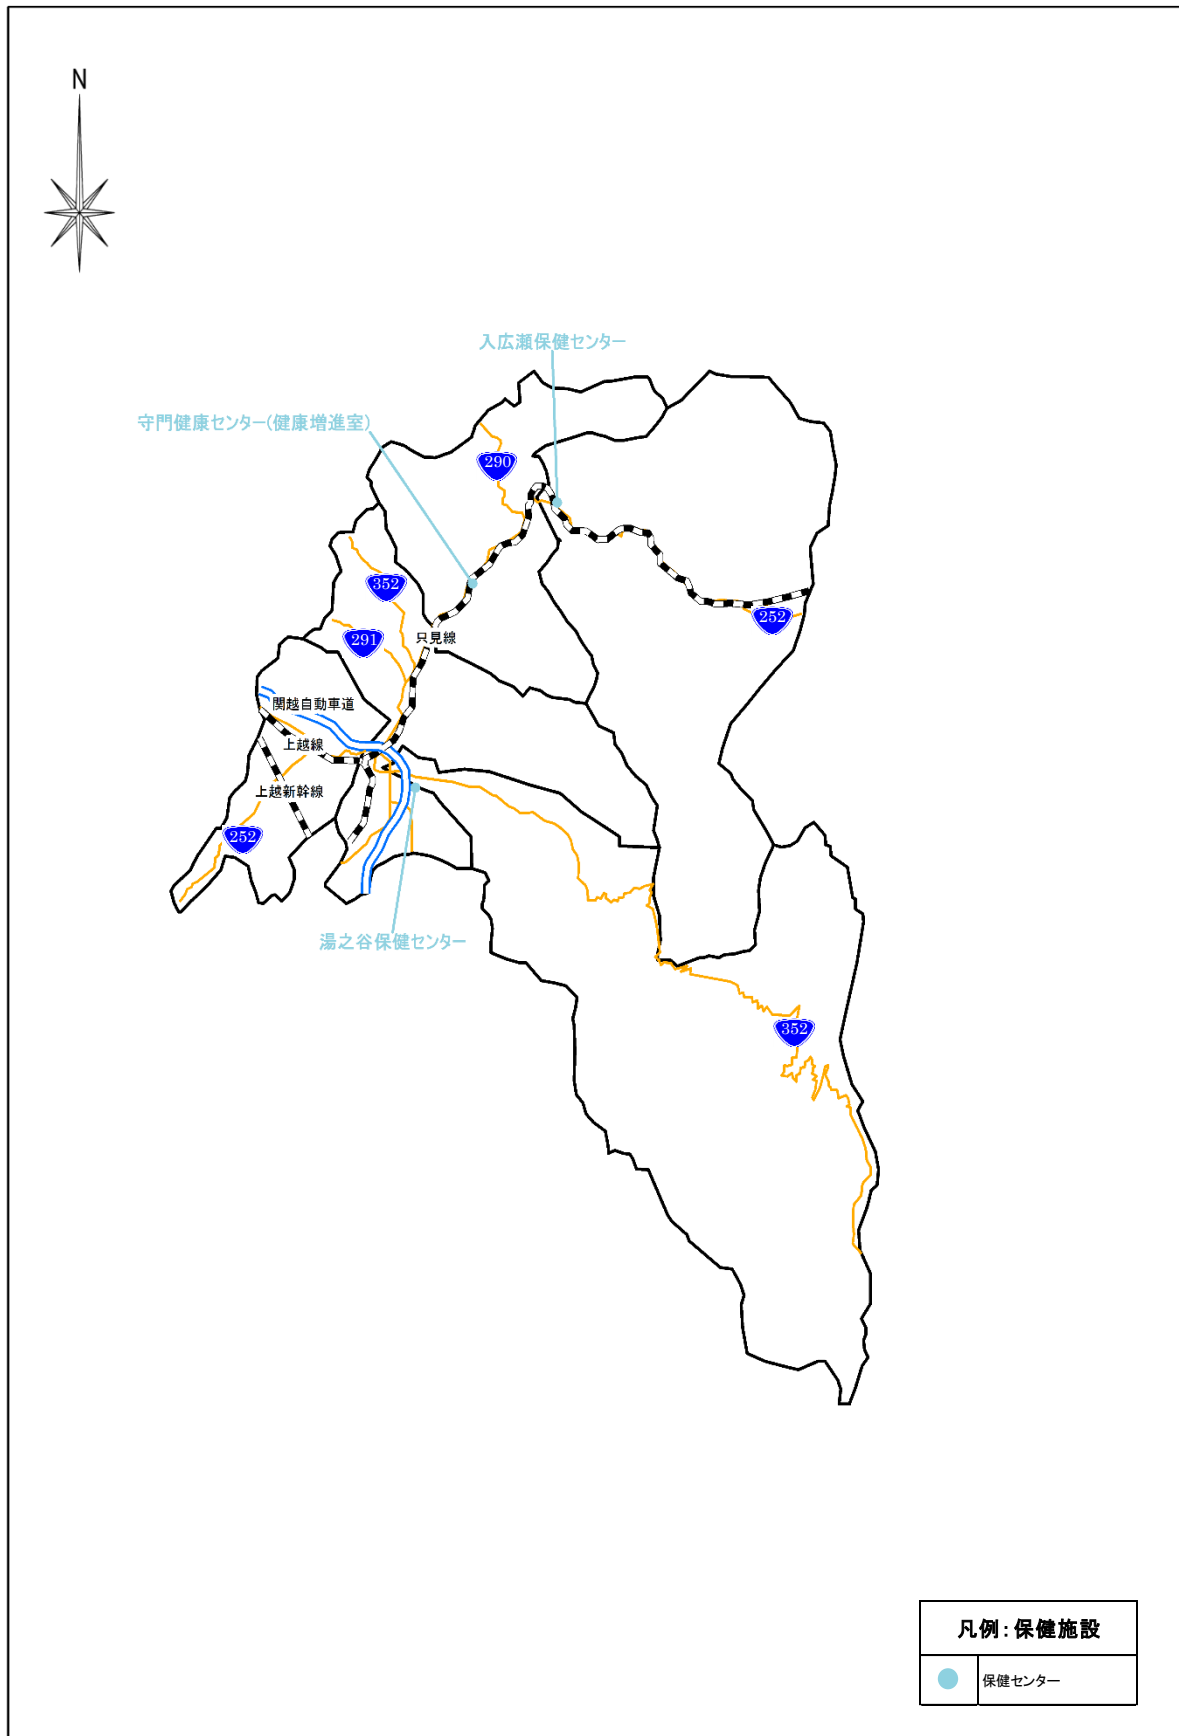 N
入広瀬保健センター
守門健康センター(健康増進室)
290
352
252
291
只見線
関越自動車道
上越線
上越新幹線
252
湯之谷保健センター
352
凡例：保健施設
保健センター